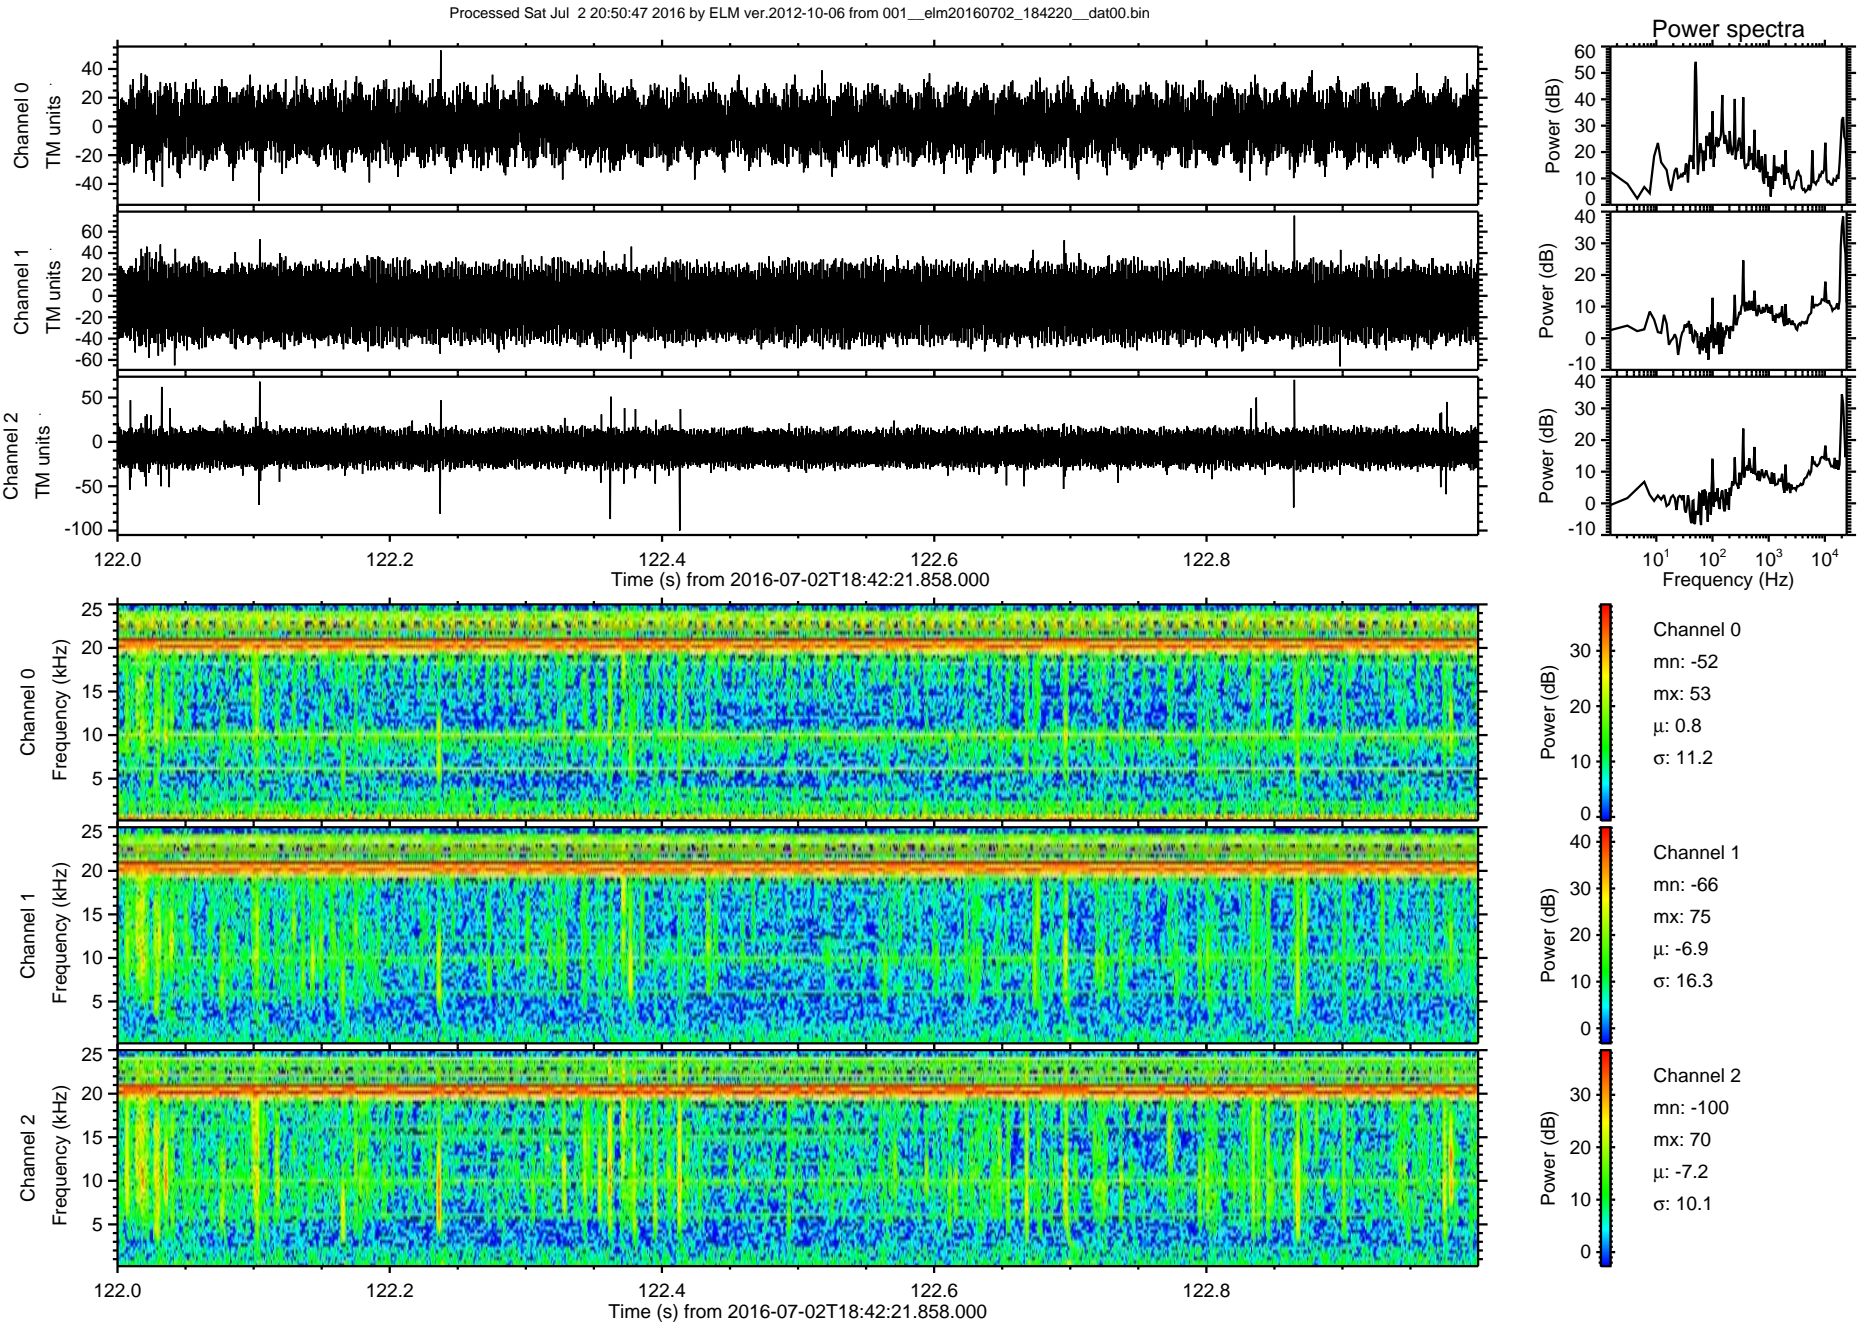 Processed Sat Jul  2 20:50:47 2016 by ELM ver.2012-10-06 from 001__elm20160702_184220__dat00.bin
Power spectra
Channel 0
TM units
40
20
0
-20
-40
Power (dB)
60
50
40
30
20
10
0
Channel 1
TM units
60
40
20
0
-20
-40
-60
Power (dB)
40
30
20
10
0
-10
Channel 2
TM units
50
0
-50
-100
Power (dB)
40
30
20
10
0
-10
122.0 122.2 122.4 122.6 122.8
Time (s) from 2016-07-02T18:42:21.858.000
10^1 10^2 10^3 10^4
Frequency (Hz)
Channel 0
Frequency (kHz)
25
20
15
10
5
Power (dB)
30
20
10
0
Channel 0
mn: -52
mx: 53
μ: 0.8
σ: 11.2
Channel 1
Frequency (kHz)
25
20
15
10
5
Power (dB)
40
30
20
10
0
Channel 1
mn: -66
mx: 75
μ: -6.9
σ: 16.3
Channel 2
Frequency (kHz)
25
20
15
10
5
Power (dB)
30
20
10
0
Channel 2
mn: -100
mx: 70
μ: -7.2
σ: 10.1
122.0 122.2 122.4 122.6 122.8
Time (s) from 2016-07-02T18:42:21.858.000